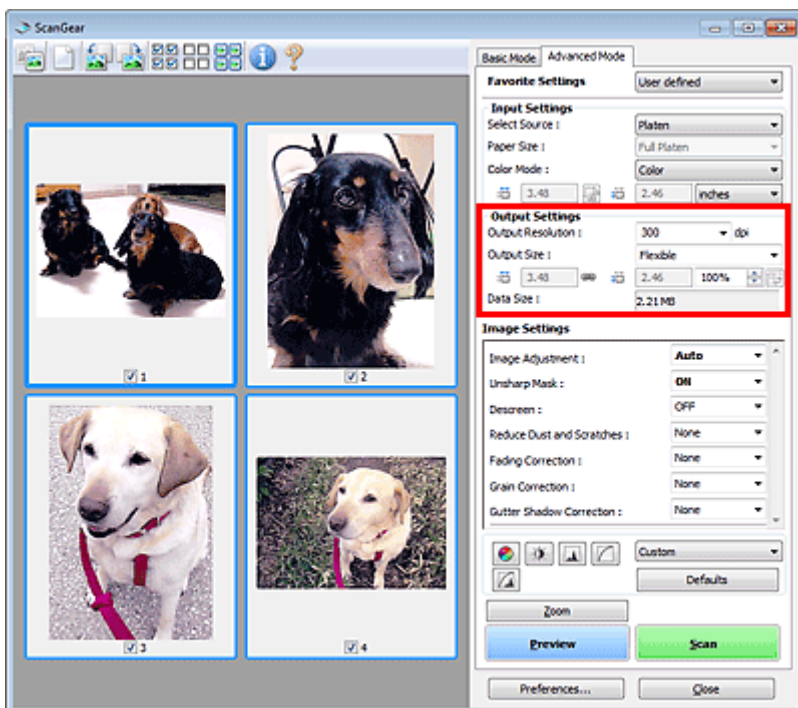 ScanGear
Basic Mode Advanced Mode
Favorite Settings User defined
Input Settings
Select Source : Platen
Paper Size : Full Platen
Color Mode : Color
3.48 2.46 inches
Output Settings
Output Resolution : 300 dpi
Output Size : Flexible
3.48 2.46 100%
Data Size : 2.21 MB
Image Settings
Image Adjustment : Auto
Unsharp Mask : ON
Descreen : OFF
Reduce Dust and Scratches : None
Fading Correction : None
Grain Correction : None
Gutter Shadow Correction : None
Custom
Defaults
Zoom
Preview Scan
Preferences... Close
1 2
3 4